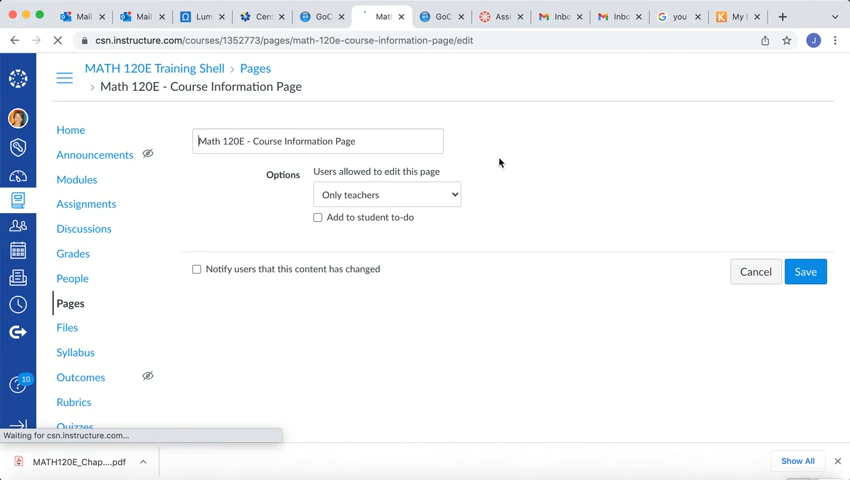 Mail
Mail
Lum
Cent
GoC
Mat
GoC
Assi
Inbo
Inbo
you
My
csn.instructure.com/courses/1352773/pages/math-120e-course-information-page/edit
J
MATH 120E Training Shell > Pages
> Math 120E - Course Information Page
Home
Announcements
Modules
Assignments
Discussions
Grades
People
Pages
Files
Syllabus
Outcomes
Rubrics
Quizzes
10
Math 120E - Course Information Page
Options
Users allowed to edit this page
Only teachers
Add to student to-do
Notify users that this content has changed
Cancel
Save
Waiting for csn.instructure.com...
MATH120E_Chap....pdf
Show All